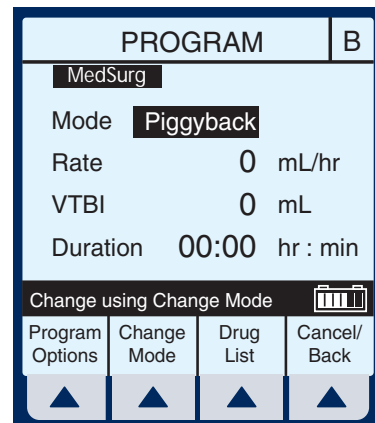 PROGRAM B
MedSurg
Mode Piggyback
Rate 0 mL/hr
VTBI 0 mL
Duration 00:00 hr : min
Change using Change Mode
Program Change Drug Cancel/
Options Mode List Back